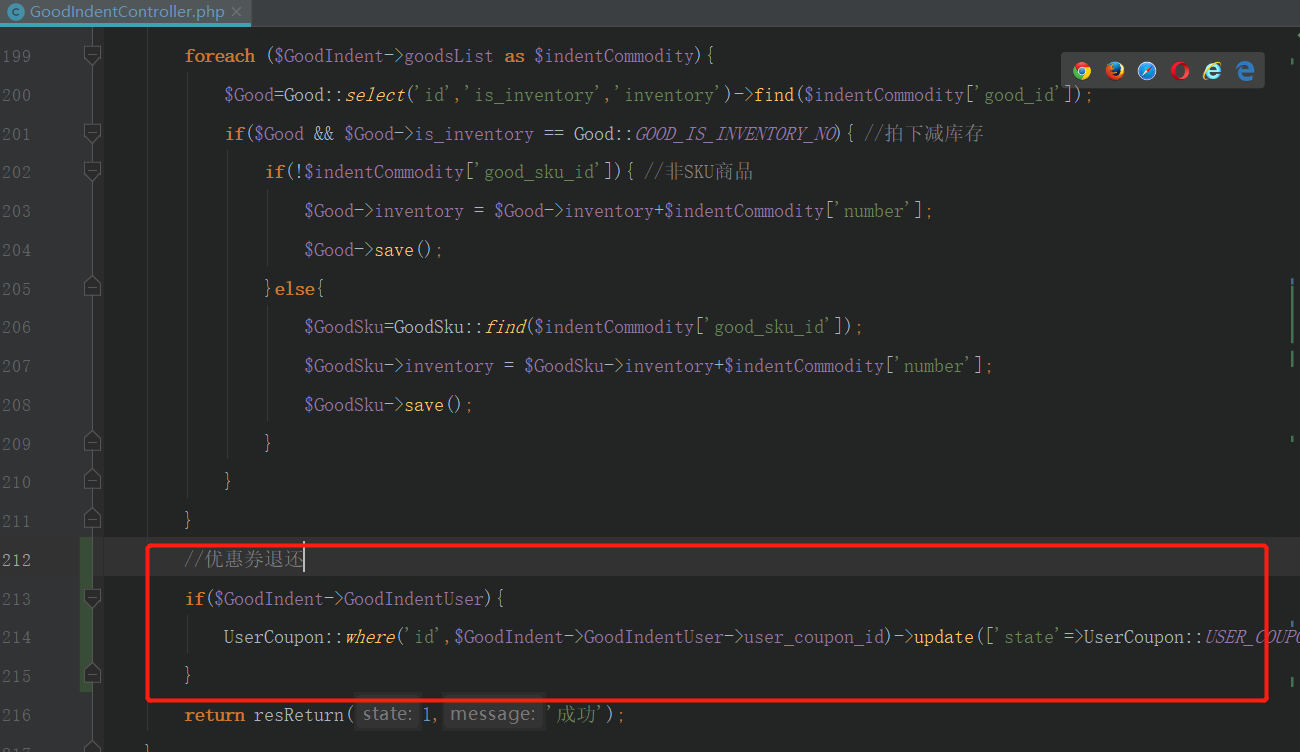 GoodIndentController.php
199 foreach ($GoodIndent->goodsList as $indentCommodity){
200 $Good=Good::select('id','is_inventory','inventory')->find($indentCommodity['good_id']);
201 if($Good && $Good->is_inventory == Good::GOOD_IS_INVENTORY_NO){ //拍下减库存
202 if(!$indentCommodity['good_sku_id']){ //非SKU商品
203 $Good->inventory = $Good->inventory+$indentCommodity['number'];
204 $Good->save();
205 }else{
206 $GoodSku=GoodSku::find($indentCommodity['good_sku_id']);
207 $GoodSku->inventory = $GoodSku->inventory+$indentCommodity['number'];
208 $GoodSku->save();
209 }
210 }
211 }
212 //优惠券退还
213 if($GoodIndent->GoodIndentUser){
214 UserCoupon::where('id',$GoodIndent->GoodIndentUser->user_coupon_id)->update(['state'=>UserCoupon::USER_COUPO
215 }
216 return resReturn( state: 1, message: '成功');
217 }